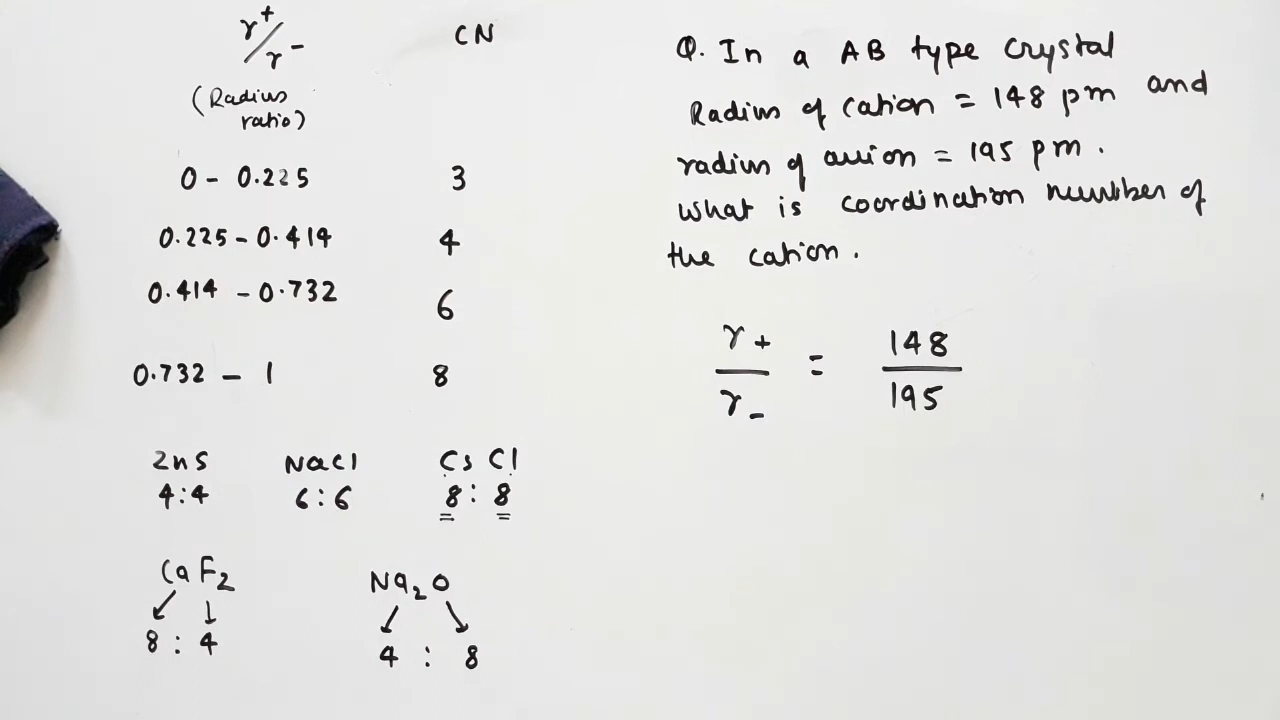 r+/r-
CN
(Radius
ratio)
0 - 0.225
3
0.225 - 0.414
4
0.414 - 0.732
6
0.732 - 1
8
ZnS NaCl CsCl
4:4 6:6 8:8
CaF2 Na2O
8 : 4 4 : 8
Q. In a AB type crystal
Radius of cation = 148 pm and
radius of anion = 195 pm.
What is coordination number of
the cation.
r+ / r- = 148 / 195